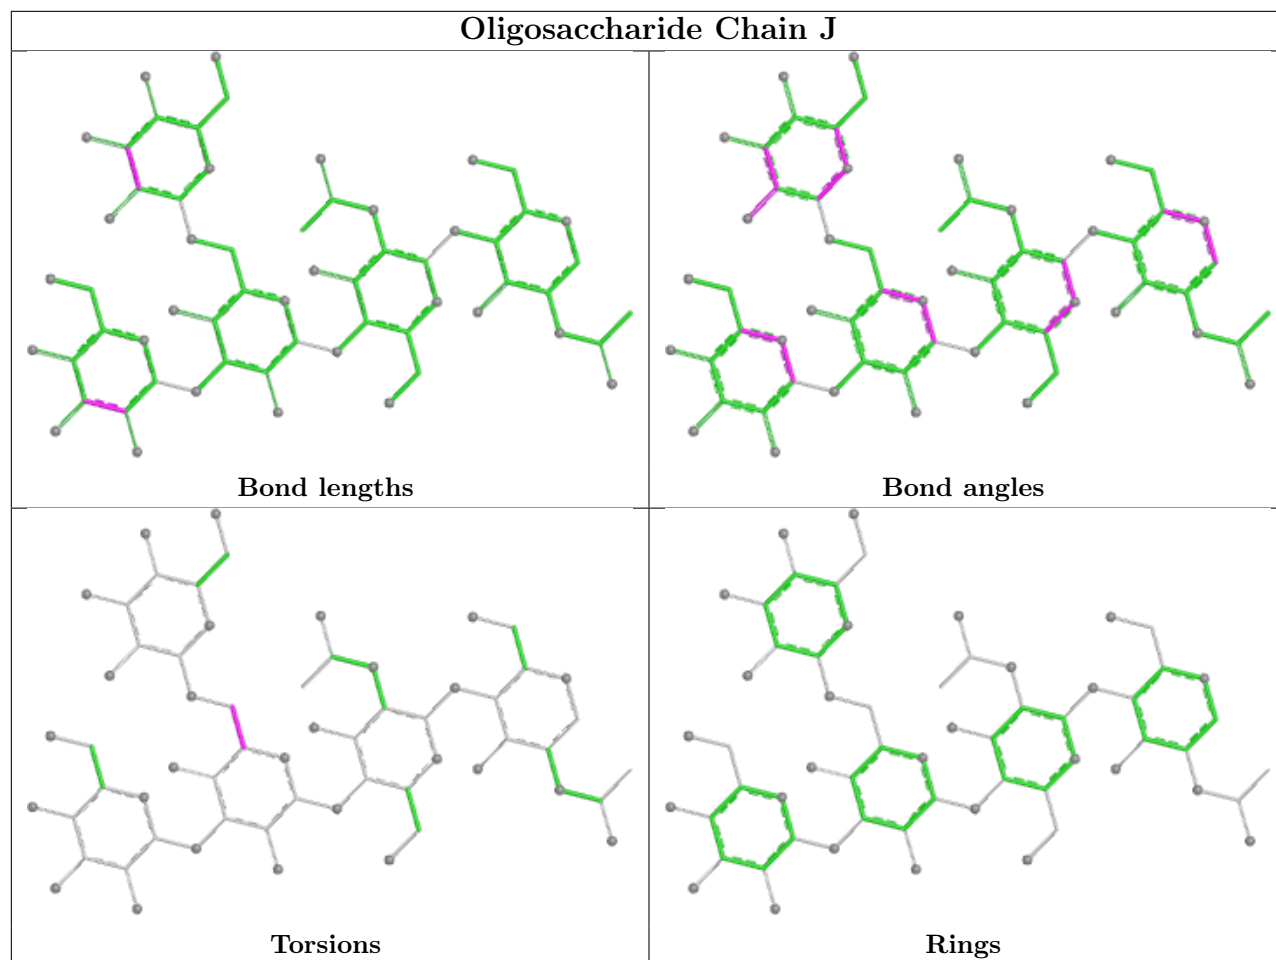 Oligosaccharide Chain J
Bond lengths
Bond angles
Torsions
Rings